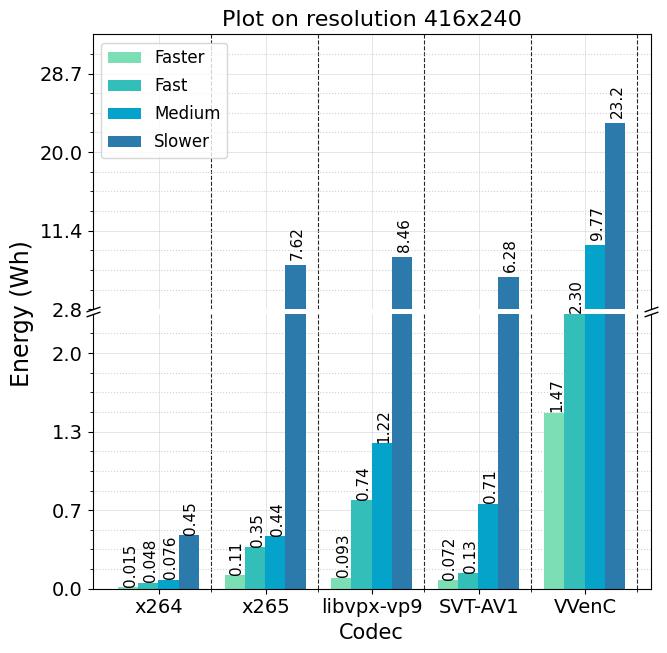 Plot on resolution 416x240
Faster
Fast
Medium
Slower
Energy (Wh)
28.7
20.0
11.4
2.8
2.0
1.3
0.7
0.0
0.015
0.048
0.076
0.45
0.11
0.35
0.44
7.62
0.093
0.74
1.22
8.46
0.072
0.13
0.71
6.28
1.47
2.30
9.77
23.2
x264
x265
libvpx-vp9
SVT-AV1
VVenC
Codec